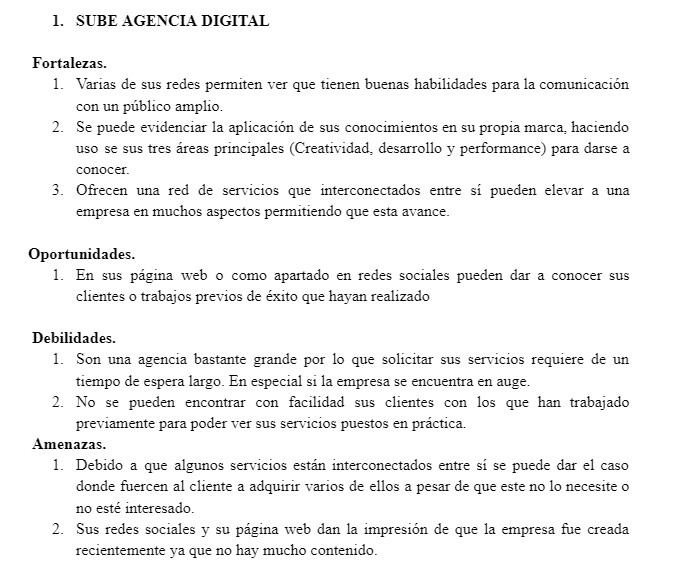 1. SUBE AGENCIA DIGITAL
Fortalezas.
1. Varias de sus redes permiten ver que tienen buenas habilidades para la comunicación
con un público amplio.
2. Se puede evidenciar la aplicación de sus conocimientos en su propia marca, haciendo
uso se sus tres áreas principales (Creatividad, desarrollo y performance) para darse a
conocer.
3. Ofrecen una red de servicios que interconectados entre sí pueden elevar a una
empresa en muchos aspectos permitiendo que esta avance.
Oportunidades.
1. En sus página web o como apartado en redes sociales pueden dar a conocer sus
clientes o trabajos previos de éxito que hayan realizado
Debilidades.
1. Son una agencia bastante grande por lo que solicitar sus servicios requiere de un
tiempo de espera largo. En especial si la empresa se encuentra en auge.
2. No se pueden encontrar con facilidad sus clientes con los que han trabajado
previamente para poder ver sus servicios puestos en práctica.
Amenazas.
1. Debido a que algunos servicios están interconectados entre sí se puede dar el caso
donde fuercen al cliente a adquirir varios de ellos a pesar de que este no lo necesite o
no esté interesado.
2. Sus redes sociales y su página web dan la impresión de que la empresa fue creada
recientemente ya que no hay mucho contenido.